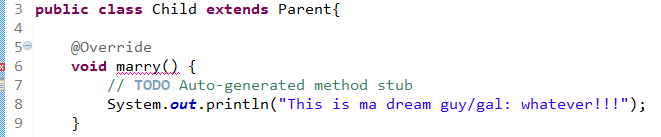 3 public class Child extends Parent{
4
5 @Override
6 void marry() {
7 // TODO Auto-generated method stub
8 System.out.println("This is ma dream guy/gal: whatever!!!");
9 }